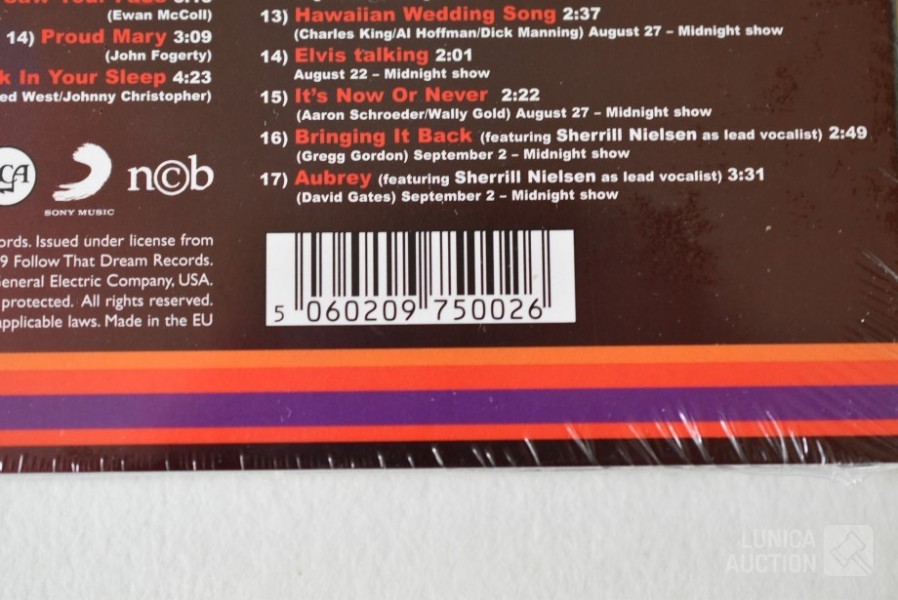 (Ewan McColl)
14) Proud Mary 3:09
(John Fogerty)
k In Your Sleep 4:23
ed West/Johnny Christopher)
CA
SONY MUSIC
n©b
ords. Issued under license from
9 Follow That Dream Records.
General Electric Company, USA.
protected. All rights reserved.
applicable laws. Made in the EU
13) Hawaiian Wedding Song 2:37
(Charles King/Al Hoffman/Dick Manning) August 27 – Midnight show
14) Elvis talking 2:01
August 22 – Midnight show
15) It's Now Or Never 2:22
(Aaron Schroeder/Wally Gold) August 27 – Midnight show
16) Bringing It Back (featuring Sherrill Nielsen as lead vocalist) 2:49
(Gregg Gordon) September 2 – Midnight show
17) Aubrey (featuring Sherrill Nielsen as lead vocalist) 3:31
(David Gates) September 2 – Midnight show
5 060209 750026
LUNICA
AUCTION